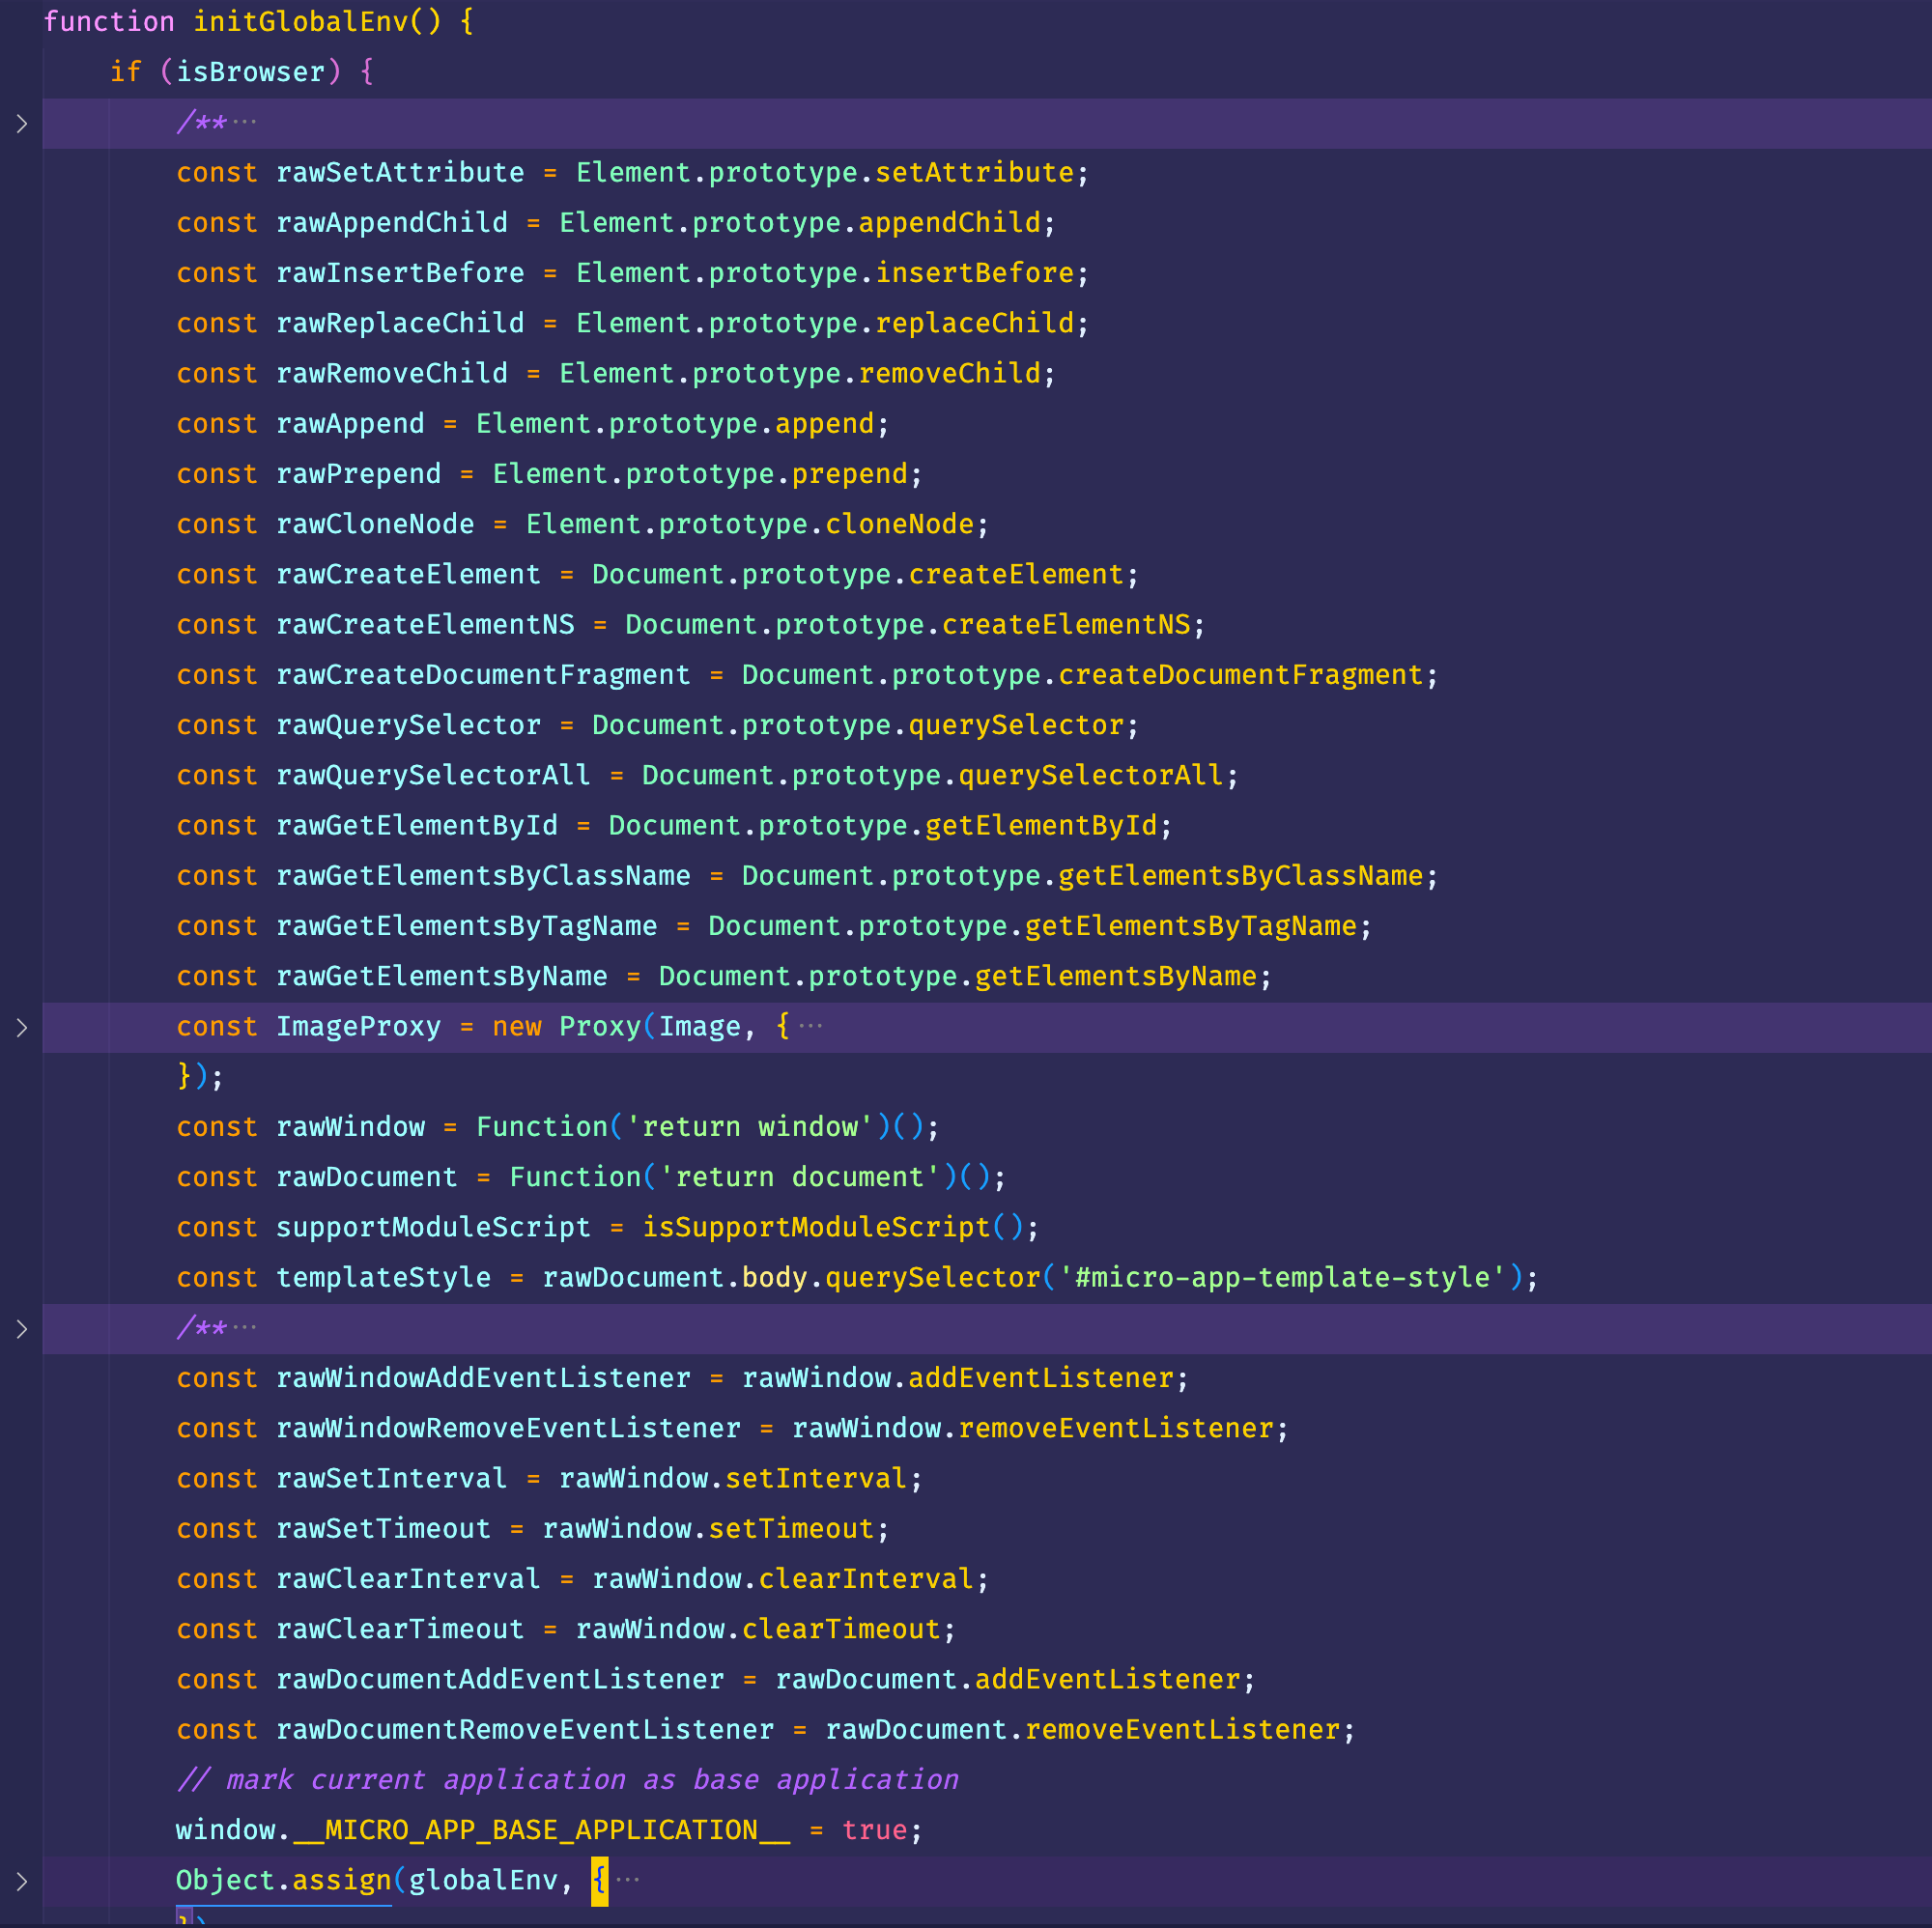 function initGlobalEnv() {
if (isBrowser) {
/**···
const rawSetAttribute = Element.prototype.setAttribute;
const rawAppendChild = Element.prototype.appendChild;
const rawInsertBefore = Element.prototype.insertBefore;
const rawReplaceChild = Element.prototype.replaceChild;
const rawRemoveChild = Element.prototype.removeChild;
const rawAppend = Element.prototype.append;
const rawPrepend = Element.prototype.prepend;
const rawCloneNode = Element.prototype.cloneNode;
const rawCreateElement = Document.prototype.createElement;
const rawCreateElementNS = Document.prototype.createElementNS;
const rawCreateDocumentFragment = Document.prototype.createDocumentFragment;
const rawQuerySelector = Document.prototype.querySelector;
const rawQuerySelectorAll = Document.prototype.querySelectorAll;
const rawGetElementById = Document.prototype.getElementById;
const rawGetElementsByClassName = Document.prototype.getElementsByClassName;
const rawGetElementsByTagName = Document.prototype.getElementsByTagName;
const rawGetElementsByName = Document.prototype.getElementsByName;
const ImageProxy = new Proxy(Image, {···
});
const rawWindow = Function('return window')();
const rawDocument = Function('return document')();
const supportModuleScript = isSupportModuleScript();
const templateStyle = rawDocument.body.querySelector('#micro-app-template-style');
/**···
const rawWindowAddEventListener = rawWindow.addEventListener;
const rawWindowRemoveEventListener = rawWindow.removeEventListener;
const rawSetInterval = rawWindow.setInterval;
const rawSetTimeout = rawWindow.setTimeout;
const rawClearInterval = rawWindow.clearInterval;
const rawClearTimeout = rawWindow.clearTimeout;
const rawDocumentAddEventListener = rawDocument.addEventListener;
const rawDocumentRemoveEventListener = rawDocument.removeEventListener;
// mark current application as base application
window.__MICRO_APP_BASE_APPLICATION__ = true;
Object.assign(globalEnv, {···
})